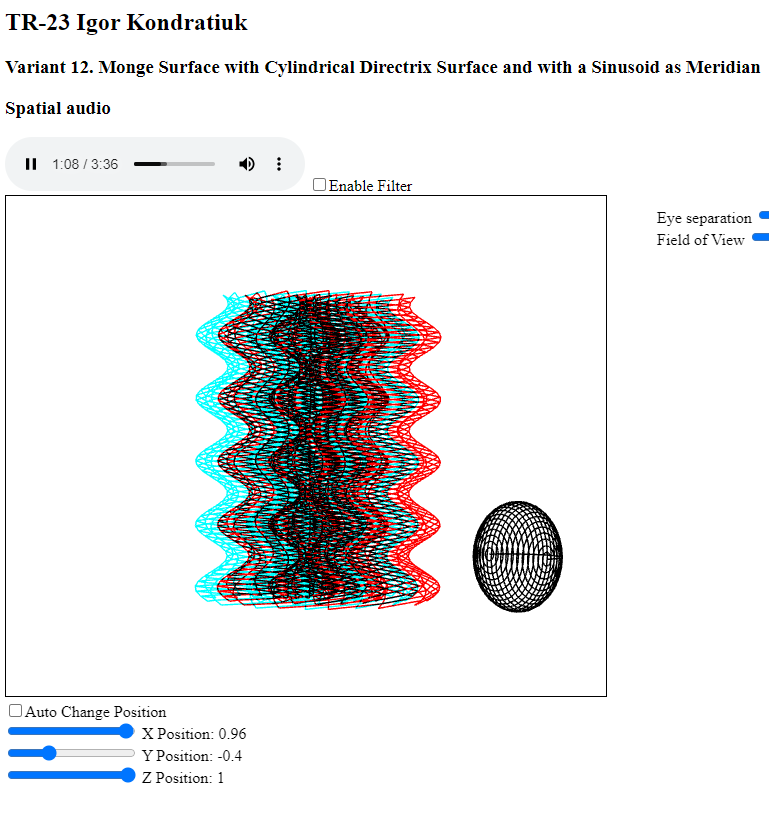 TR-23 Igor Kondratiuk
Variant 12. Monge Surface with Cylindrical Directrix Surface and with a Sinusoid as Meridian
Spatial audio
1:08 / 3:36
Enable Filter
Eye separation
Field of View
Auto Change Position
X Position: 0.96
Y Position: -0.4
Z Position: 1